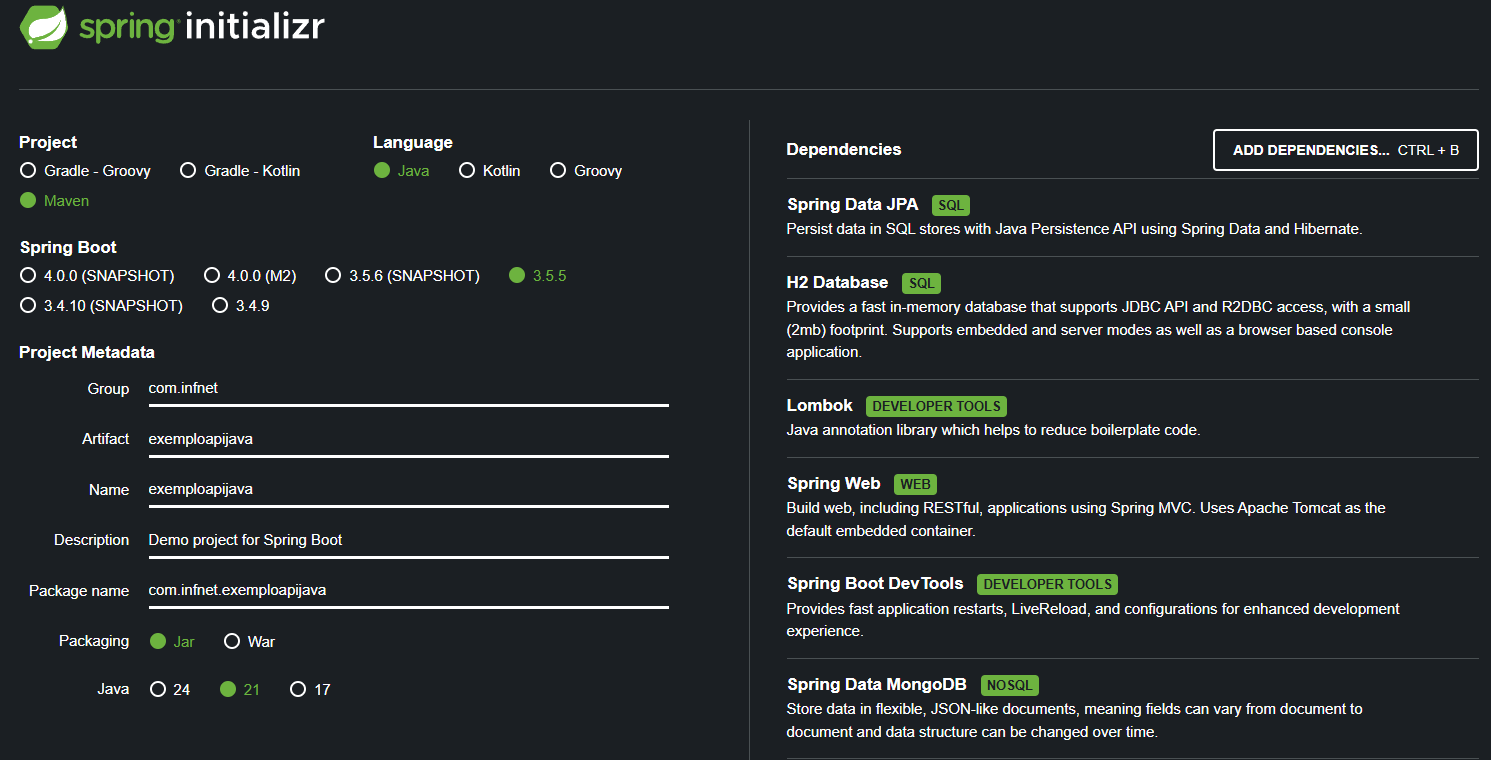 spring initializr
Project
Gradle - Groovy Gradle - Kotlin
Maven
Language
Java Kotlin Groovy
Spring Boot
4.0.0 (SNAPSHOT) 4.0.0 (M2) 3.5.6 (SNAPSHOT) 3.5.5
3.4.10 (SNAPSHOT) 3.4.9
Project Metadata
Group com.infnet
Artifact exemploapijava
Name exemploapijava
Description Demo project for Spring Boot
Package name com.infnet.exemploapijava
Packaging Jar War
Java 24 21 17
Dependencies ADD DEPENDENCIES... CTRL + B
Spring Data JPA SQL
Persist data in SQL stores with Java Persistence API using Spring Data and Hibernate.
H2 Database SQL
Provides a fast in-memory database that supports JDBC API and R2DBC access, with a small
(2mb) footprint. Supports embedded and server modes as well as a browser based console
application.
Lombok DEVELOPER TOOLS
Java annotation library which helps to reduce boilerplate code.
Spring Web WEB
Build web, including RESTful, applications using Spring MVC. Uses Apache Tomcat as the
default embedded container.
Spring Boot DevTools DEVELOPER TOOLS
Provides fast application restarts, LiveReload, and configurations for enhanced development
experience.
Spring Data MongoDB NOSQL
Store data in flexible, JSON-like documents, meaning fields can vary from document to
document and data structure can be changed over time.